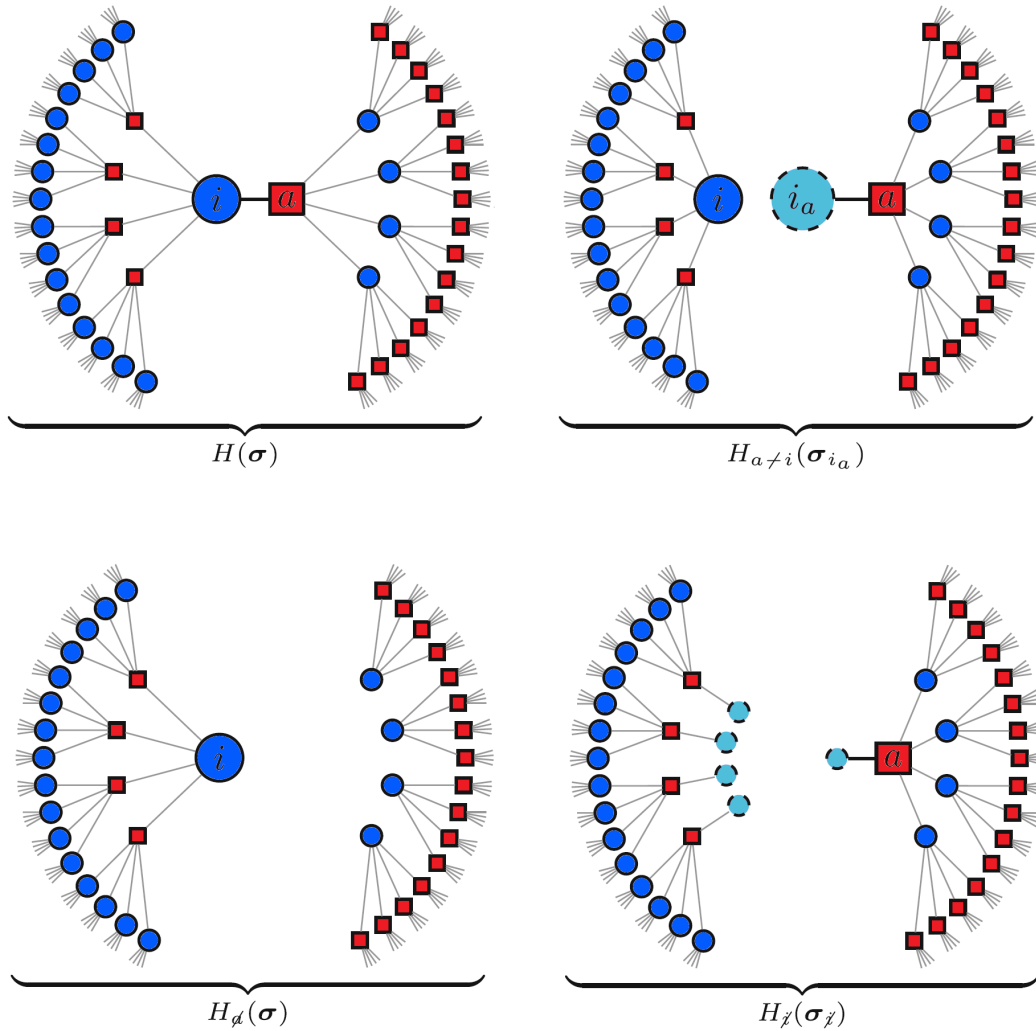 i a
i i_a a
H(σ) H_{a≠i}(σ_{i_a})
i a
H_{a̸}(σ) H_{i̸}(σ_{i̸})